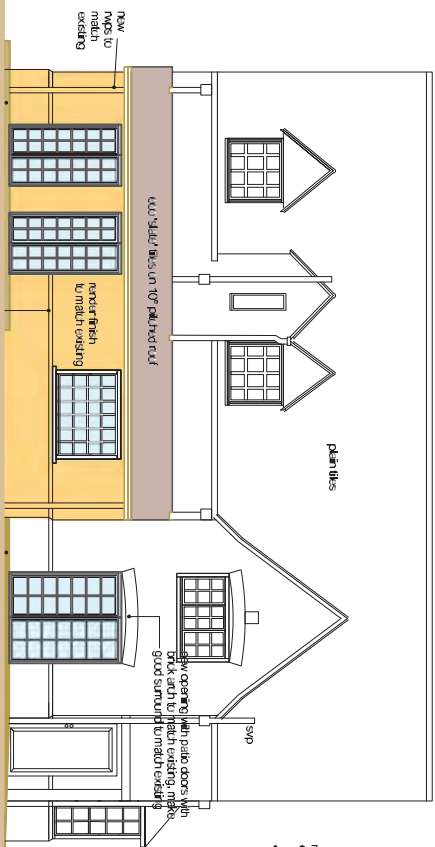 new
rwps to
match
existing
eco "slate" tiles on 10° pitched roof
render finish
to match existing
plain tiles
new opening with patio doors with
brick arch to match existing, make
good surround to match existing
svp